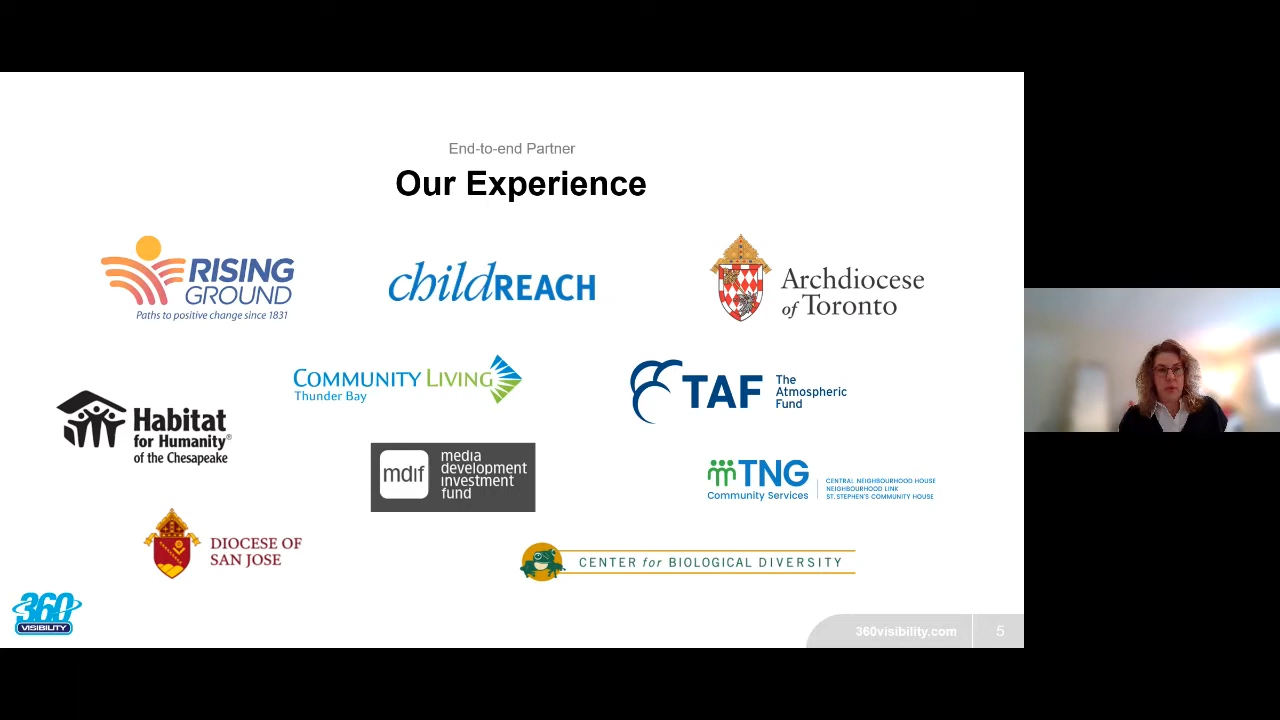 End-to-end Partner
Our Experience
RISING
GROUND
Paths to positive change since 1831
childREACH
Archdiocese
of Toronto
COMMUNITY LIVING
Thunder Bay
TAF
The
Atmospheric
Fund
Habitat
for Humanity®
of the Chesapeake
mdif
media
development
investment
fund
TNG
Community Services
CENTRAL NEIGHBOURHOOD HOUSE
NEIGHBOURHOOD LINK
ST. STEPHEN'S COMMUNITY HOUSE
DIOCESE OF
SAN JOSE
CENTER for BIOLOGICAL DIVERSITY
360
VISIBILITY
360visibility.com
5